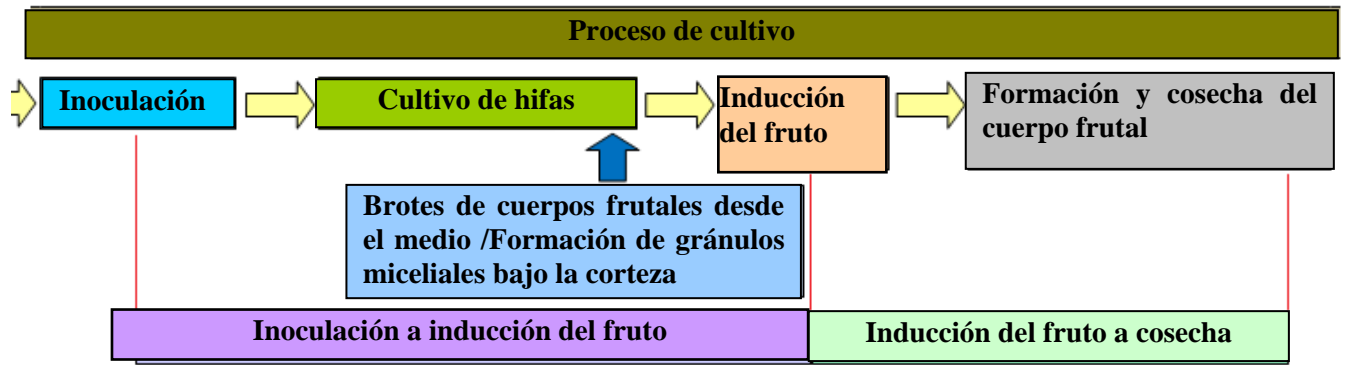 Proceso de cultivo
Inoculación
Cultivo de hifas
Inducción
del fruto
Formación y cosecha del
cuerpo frutal
Brotes de cuerpos frutales desde
el medio /Formación de gránulos
miceliales bajo la corteza
Inoculación a inducción del fruto
Inducción del fruto a cosecha